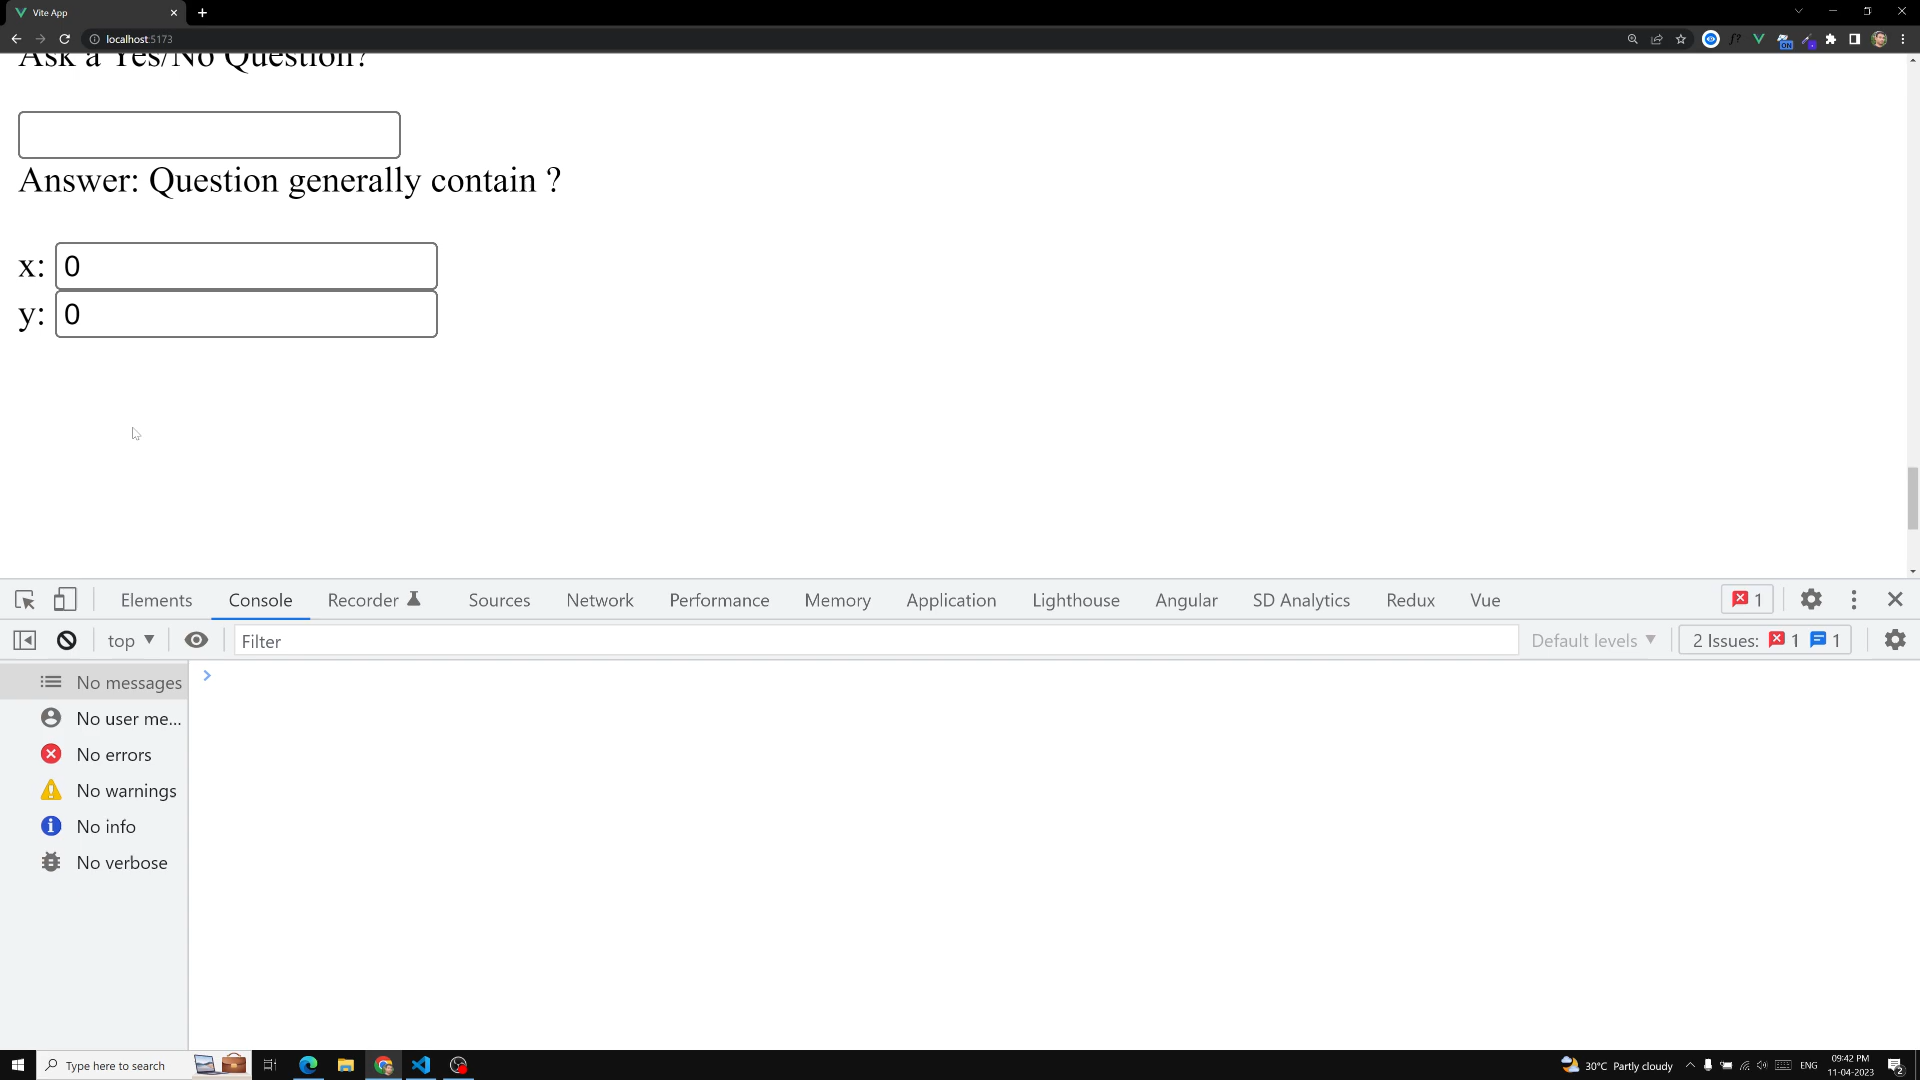 Vite App
localhost:5173
Ask a Yes/No Question?
Answer: Question generally contain ?
x: 0
y: 0
Elements Console Recorder Sources Network Performance Memory Application Lighthouse Angular SD Analytics Redux Vue 1
top Filter Default levels 2 Issues: 1 1
No messages
No user me...
No errors
No warnings
No info
No verbose
Type here to search 30°C Partly cloudy ENG 09:42 PM
11-04-2023 2